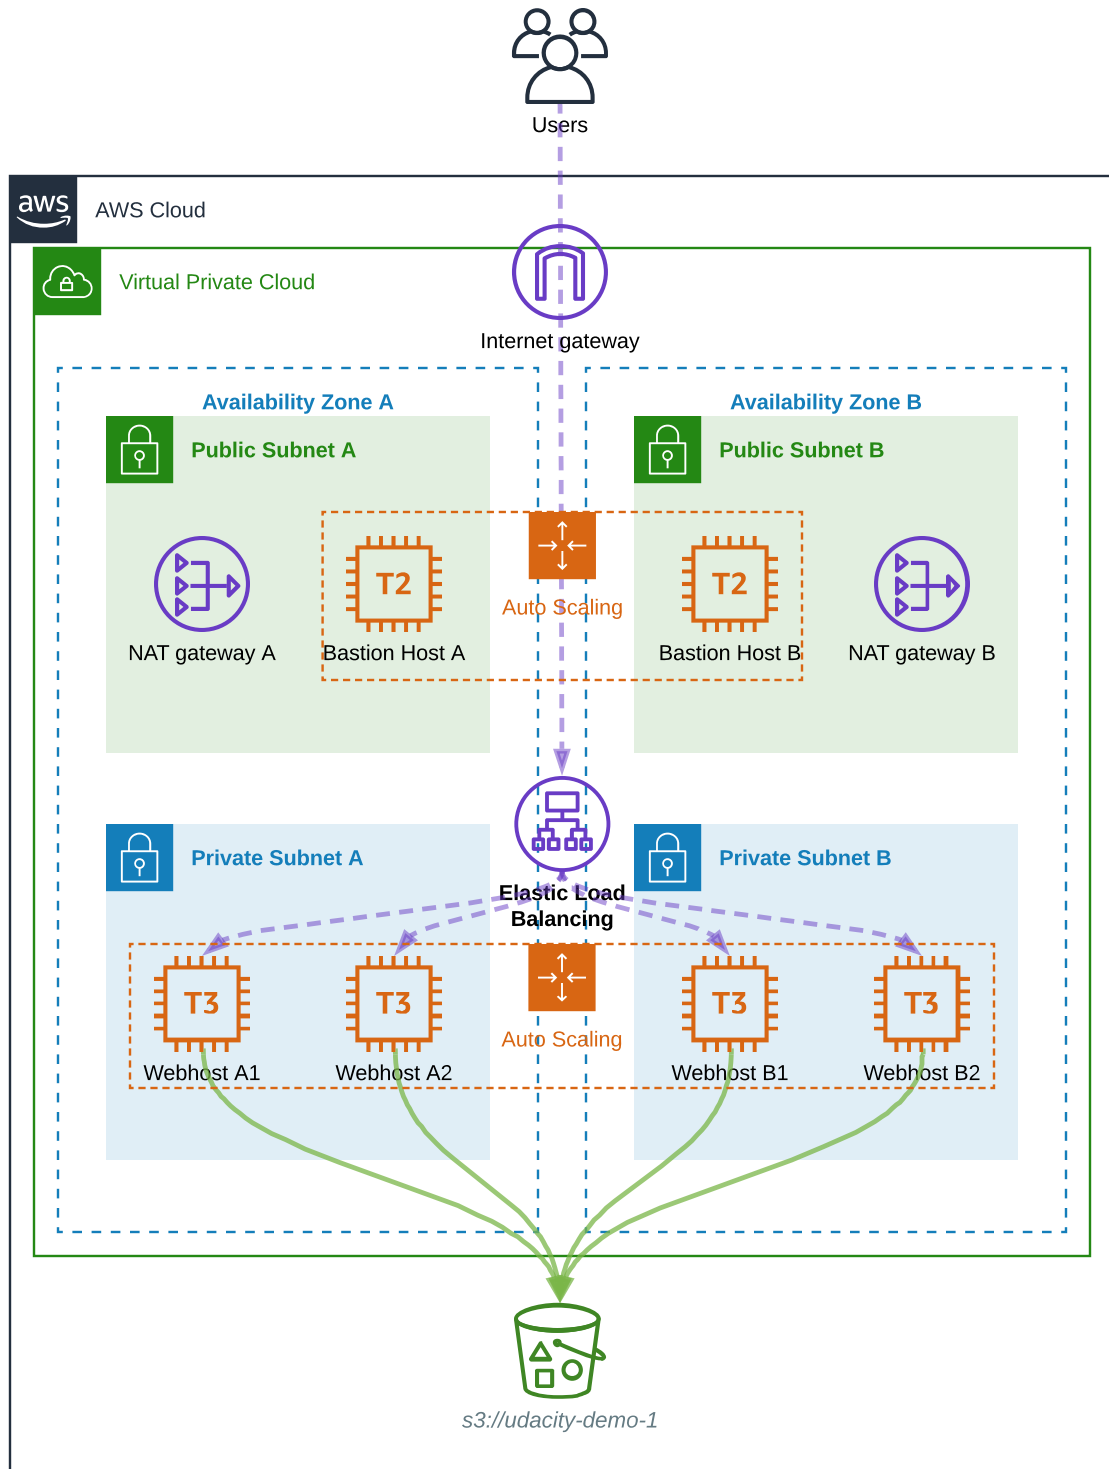 Users
aws
AWS Cloud
Virtual Private Cloud
Internet gateway
Availability Zone A
Availability Zone B
Public Subnet A
Public Subnet B
T2
T2
Auto Scaling
NAT gateway A
Bastion Host A
Bastion Host B
NAT gateway B
Private Subnet A
Private Subnet B
Elastic Load
Balancing
T3
T3
T3
T3
Auto Scaling
Webhost A1
Webhost A2
Webhost B1
Webhost B2
s3://udacity-demo-1